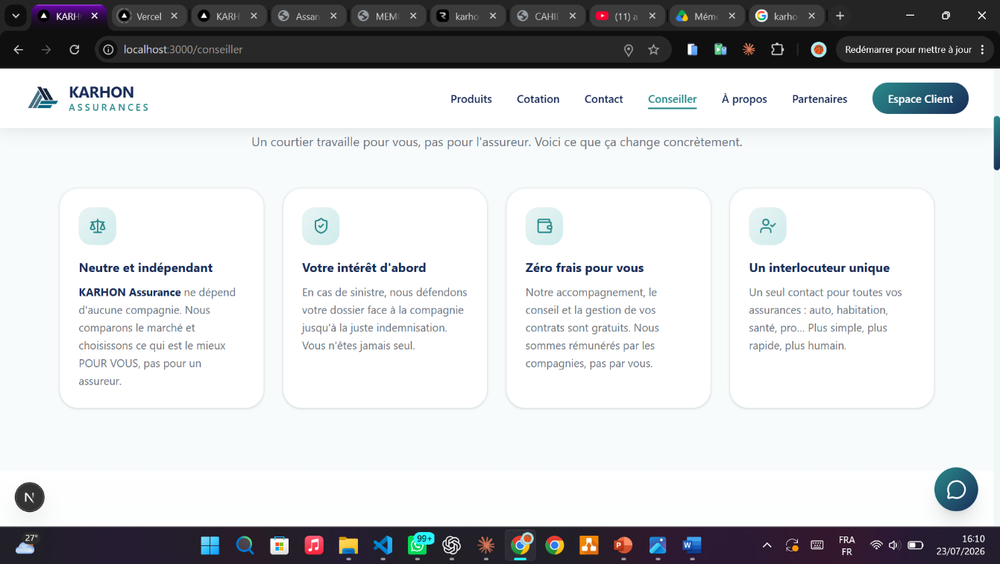 KARH
Vercel
KARH
Assan
MEMO
karho
CAHI
(11) a
Mémo
karho
localhost:3000/conseiller
Redémarrer pour mettre à jour
KARHON
ASSURANCES
Produits
Cotation
Contact
Conseiller
À propos
Partenaires
Espace Client
Un courtier travaille pour vous, pas pour l'assureur. Voici ce que ça change concrètement.
Neutre et indépendant
KARHON Assurance ne dépend
d'aucune compagnie. Nous
comparons le marché et
choisissons ce qui est le mieux
POUR VOUS, pas pour un
assureur.
Votre intérêt d'abord
En cas de sinistre, nous défendons
votre dossier face à la compagnie
jusqu'à la juste indemnisation.
Vous n'êtes jamais seul.
Zéro frais pour vous
Notre accompagnement, le
conseil et la gestion de vos
contrats sont gratuits. Nous
sommes rémunérés par les
compagnies, pas par vous.
Un interlocuteur unique
Un seul contact pour toutes vos
assurances : auto, habitation,
santé, pro... Plus simple, plus
rapide, plus humain.
N
27°
99+
P
W
FRA
FR
16:10
23/07/2026